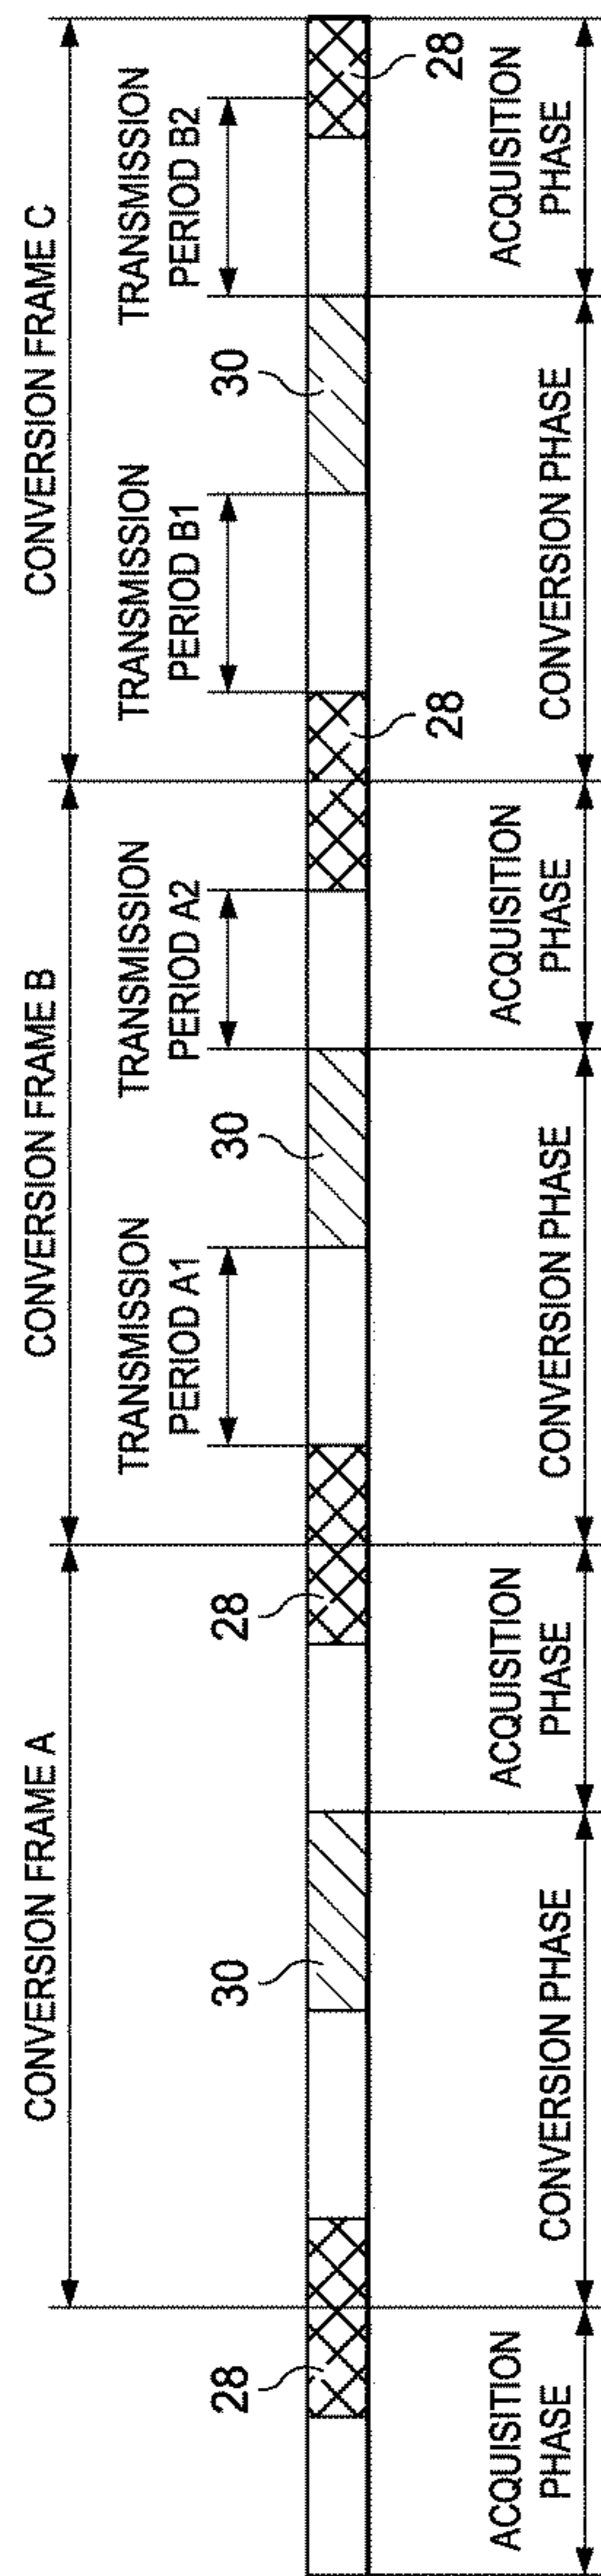 CONVERSION FRAME A
CONVERSION FRAME B
CONVERSION FRAME C
TRANSMISSION
PERIOD A1
TRANSMISSION
PERIOD A2
TRANSMISSION
PERIOD B1
TRANSMISSION
PERIOD B2
28
30
28
30
28
30
28
ACQUISITION
PHASE
CONVERSION PHASE
ACQUISITION
PHASE
CONVERSION PHASE
ACQUISITION
PHASE
CONVERSION PHASE
ACQUISITION
PHASE